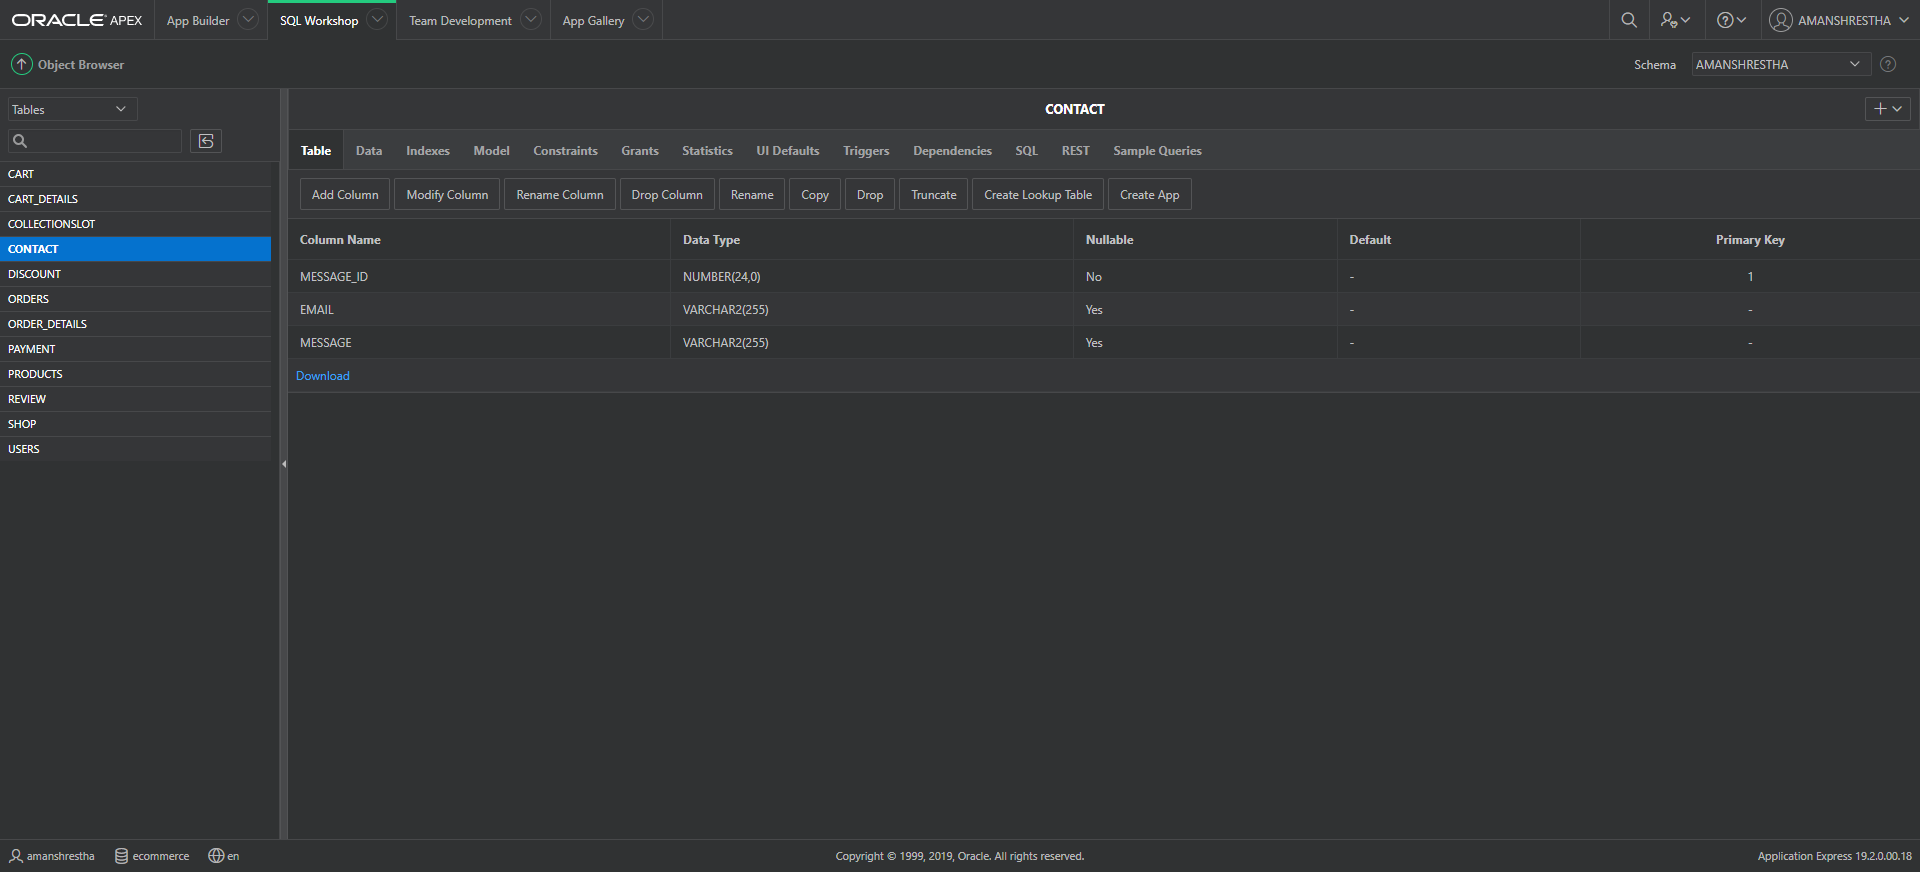 ORACLE APEX App Builder SQL Workshop Team Development App Gallery AMANSHRESTHA
Object Browser Schema AMANSHRESTHA
Tables
CONTACT
Table Data Indexes Model Constraints Grants Statistics UI Defaults Triggers Dependencies SQL REST Sample Queries
Add Column Modify Column Rename Column Drop Column Rename Copy Drop Truncate Create Lookup Table Create App
CART
CART_DETAILS
COLLECTIONSLOT
CONTACT
DISCOUNT
ORDERS
ORDER_DETAILS
PAYMENT
PRODUCTS
REVIEW
SHOP
USERS
Column Name Data Type Nullable Default Primary Key
MESSAGE_ID NUMBER(24,0) No - 1
EMAIL VARCHAR2(255) Yes - -
MESSAGE VARCHAR2(255) Yes - -
Download
amanshrestha ecommerce en Copyright © 1999, 2019, Oracle. All rights reserved. Application Express 19.2.0.00.18